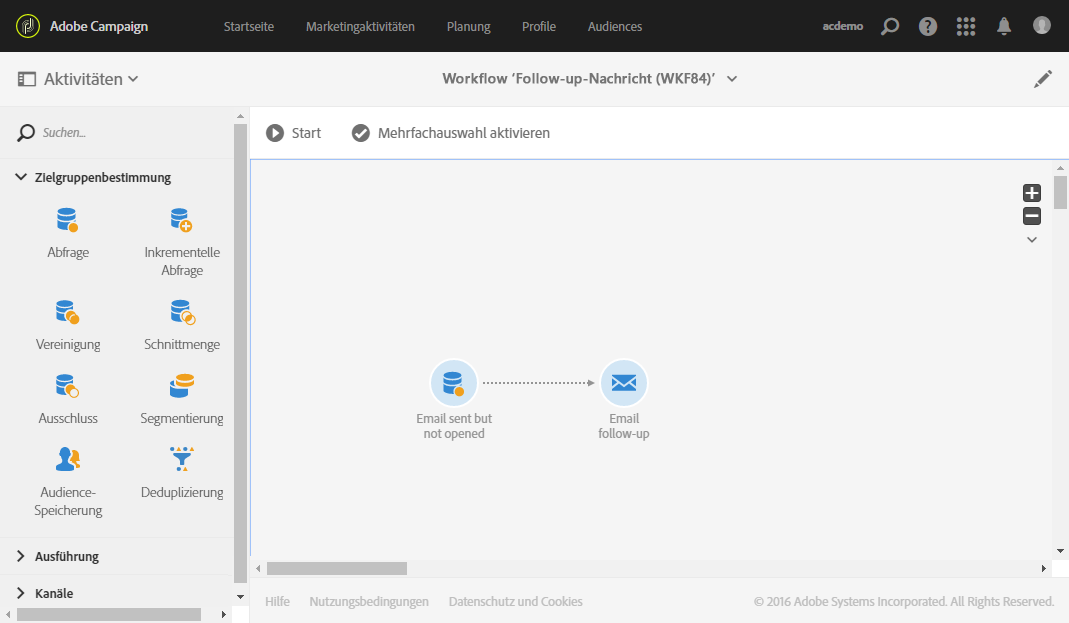 Adobe Campaign
Startseite
Marketingaktivitäten
Planung
Profile
Audiences
acdemo
Aktivitäten
Workflow ‘Follow-up-Nachricht (WKF84)’
Suchen...
Start
Mehrfachauswahl aktivieren
Zielgruppenbestimmung
Abfrage
Inkrementelle
Abfrage
Vereinigung
Schnittmenge
Ausschluss
Segmentierung
Audience-
Speicherung
Deduplizierung
Ausführung
Kanäle
Email sent but
not opened
Email
follow-up
Hilfe
Nutzungsbedingungen
Datenschutz und Cookies
© 2016 Adobe Systems Incorporated. All Rights Reserved.